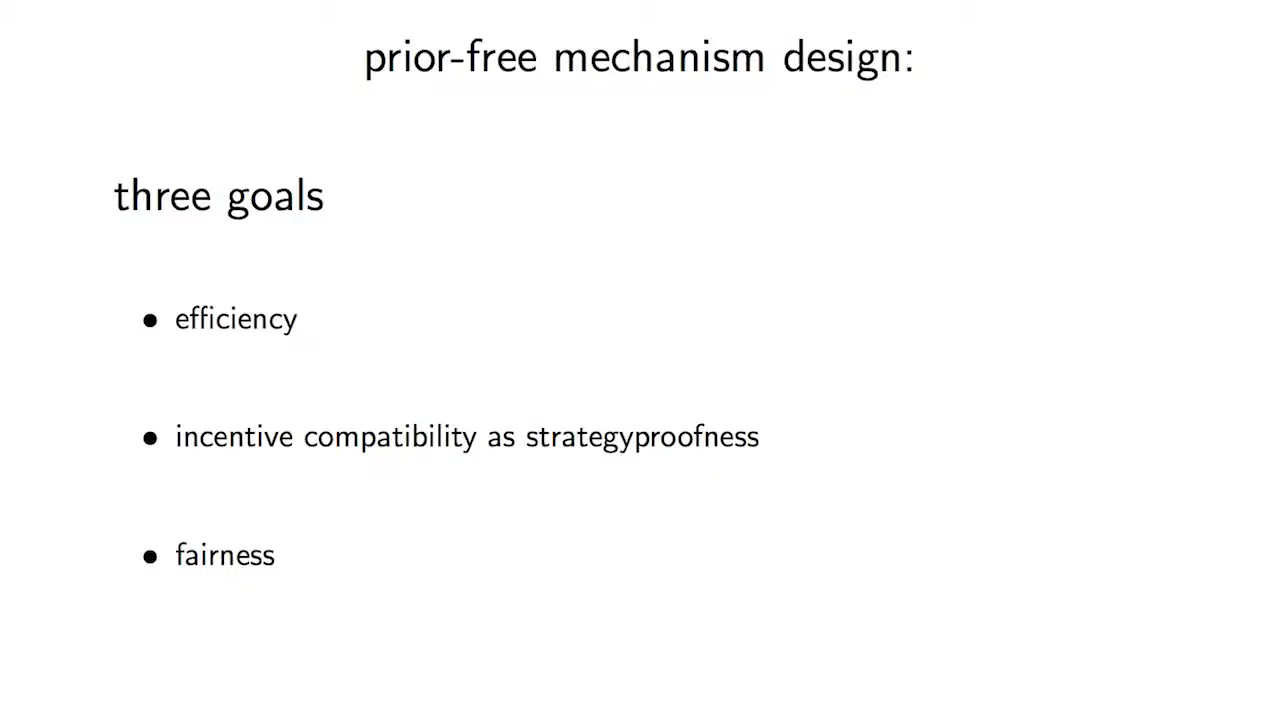 prior-free mechanism design:
three goals
• efficiency
• incentive compatibility as strategyproofness
• fairness